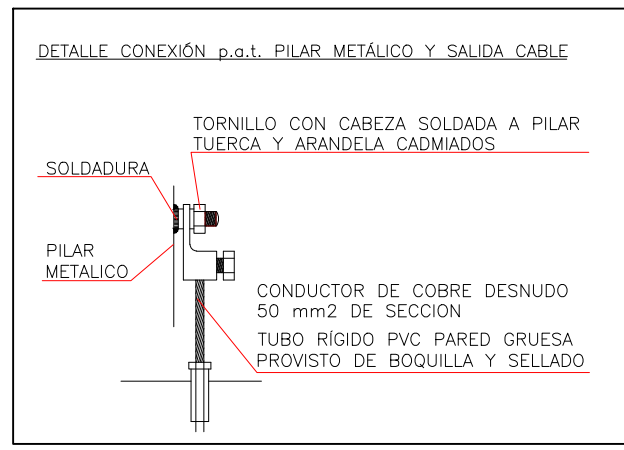 DETALLE CONEXIÓN p.a.t. PILAR METÁLICO Y SALIDA CABLE
TORNILLO CON CABEZA SOLDADA A PILAR
TUERCA Y ARANDELA CADMIADOS
SOLDADURA
PILAR
METALICO
CONDUCTOR DE COBRE DESNUDO
50 mm2 DE SECCION
TUBO RÍGIDO PVC PARED GRUESA
PROVISTO DE BOQUILLA Y SELLADO